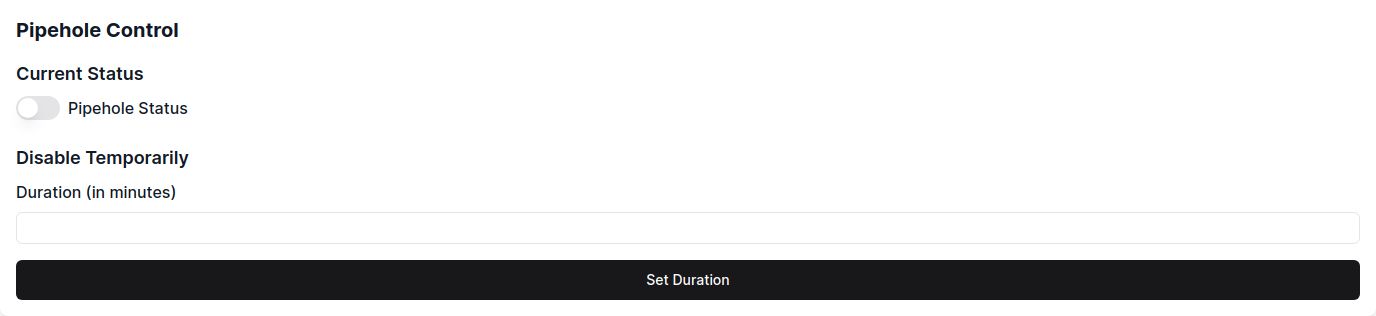 Pipehole Control
Current Status
Pipehole Status
Disable Temporarily
Duration (in minutes)
Set Duration